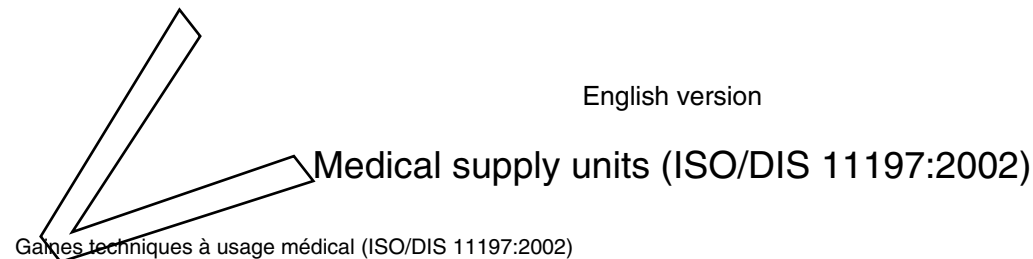 English version
Medical supply units (ISO/DIS 11197:2002)
Gaines techniques à usage médical (ISO/DIS 11197:2002)